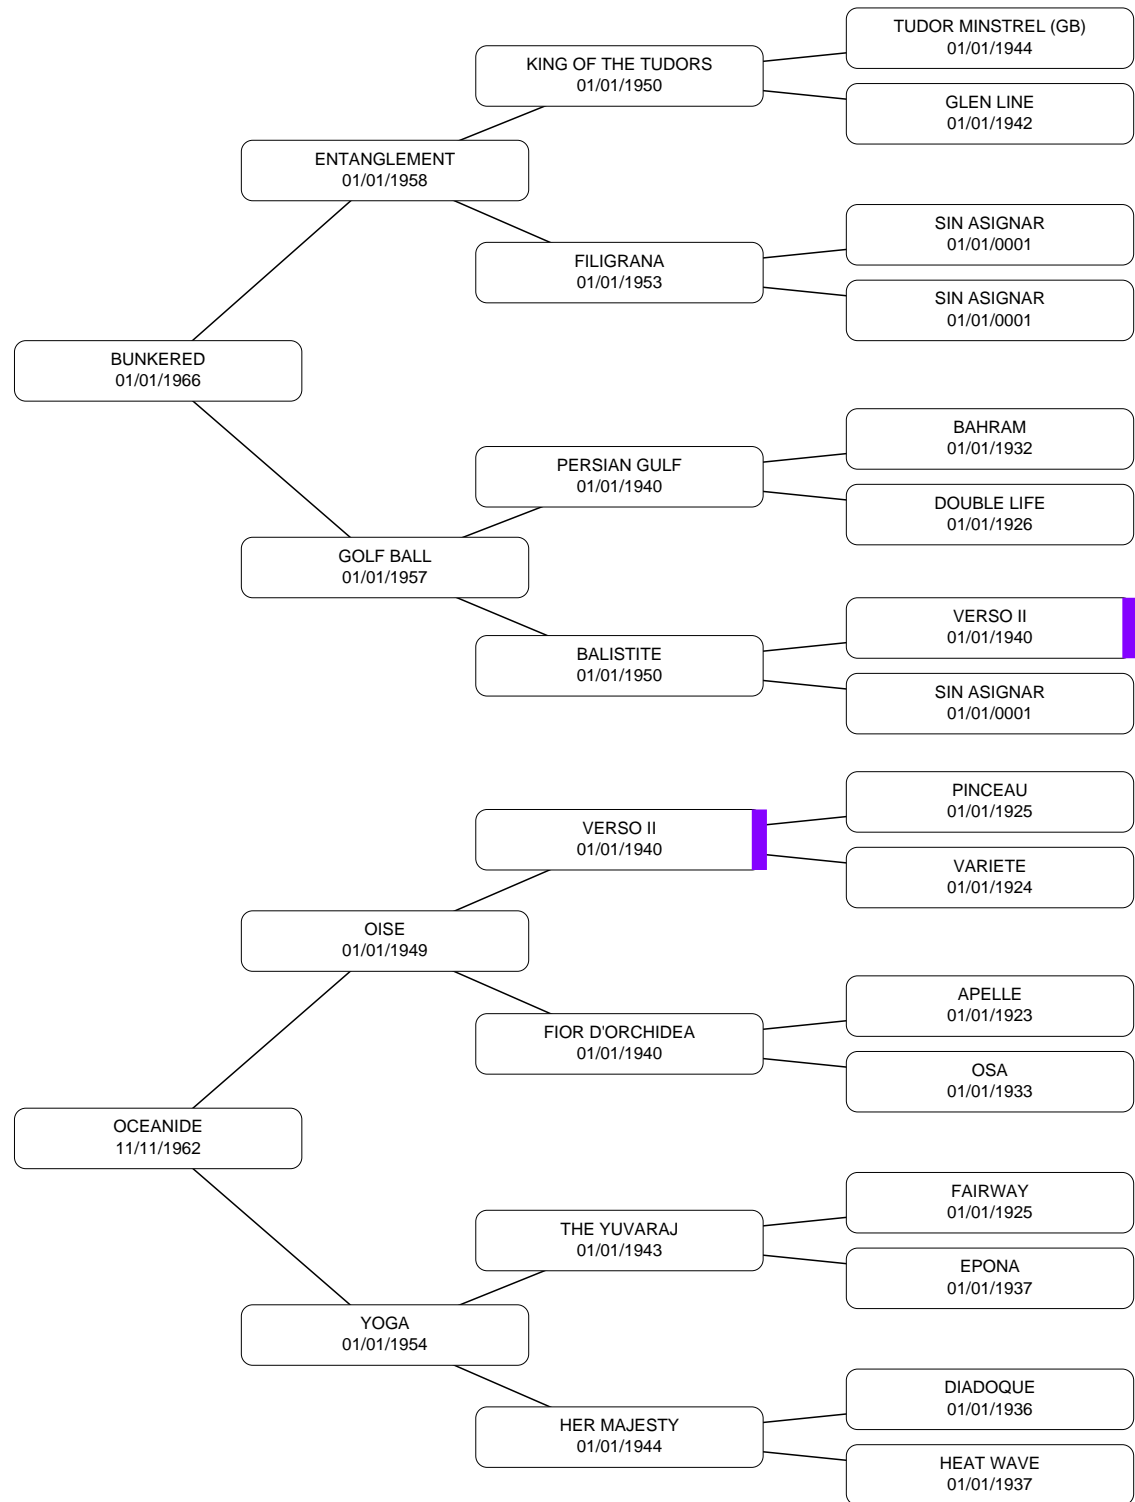 TUDOR MINSTREL (GB)
01/01/1944
KING OF THE TUDORS
01/01/1950
GLEN LINE
01/01/1942
ENTANGLEMENT
01/01/1958
SIN ASIGNAR
01/01/0001
FILIGRANA
01/01/1953
SIN ASIGNAR
01/01/0001
BUNKERED
01/01/1966
BAHRAM
01/01/1932
PERSIAN GULF
01/01/1940
DOUBLE LIFE
01/01/1926
GOLF BALL
01/01/1957
VERSO II
01/01/1940
BALISTITE
01/01/1950
SIN ASIGNAR
01/01/0001
PINCEAU
01/01/1925
VERSO II
01/01/1940
VARIETE
01/01/1924
OISE
01/01/1949
APELLE
01/01/1923
FIOR D'ORCHIDEA
01/01/1940
OSA
01/01/1933
OCEANIDE
11/11/1962
FAIRWAY
01/01/1925
THE YUVARAJ
01/01/1943
EPONA
01/01/1937
YOGA
01/01/1954
DIADOQUE
01/01/1936
HER MAJESTY
01/01/1944
HEAT WAVE
01/01/1937